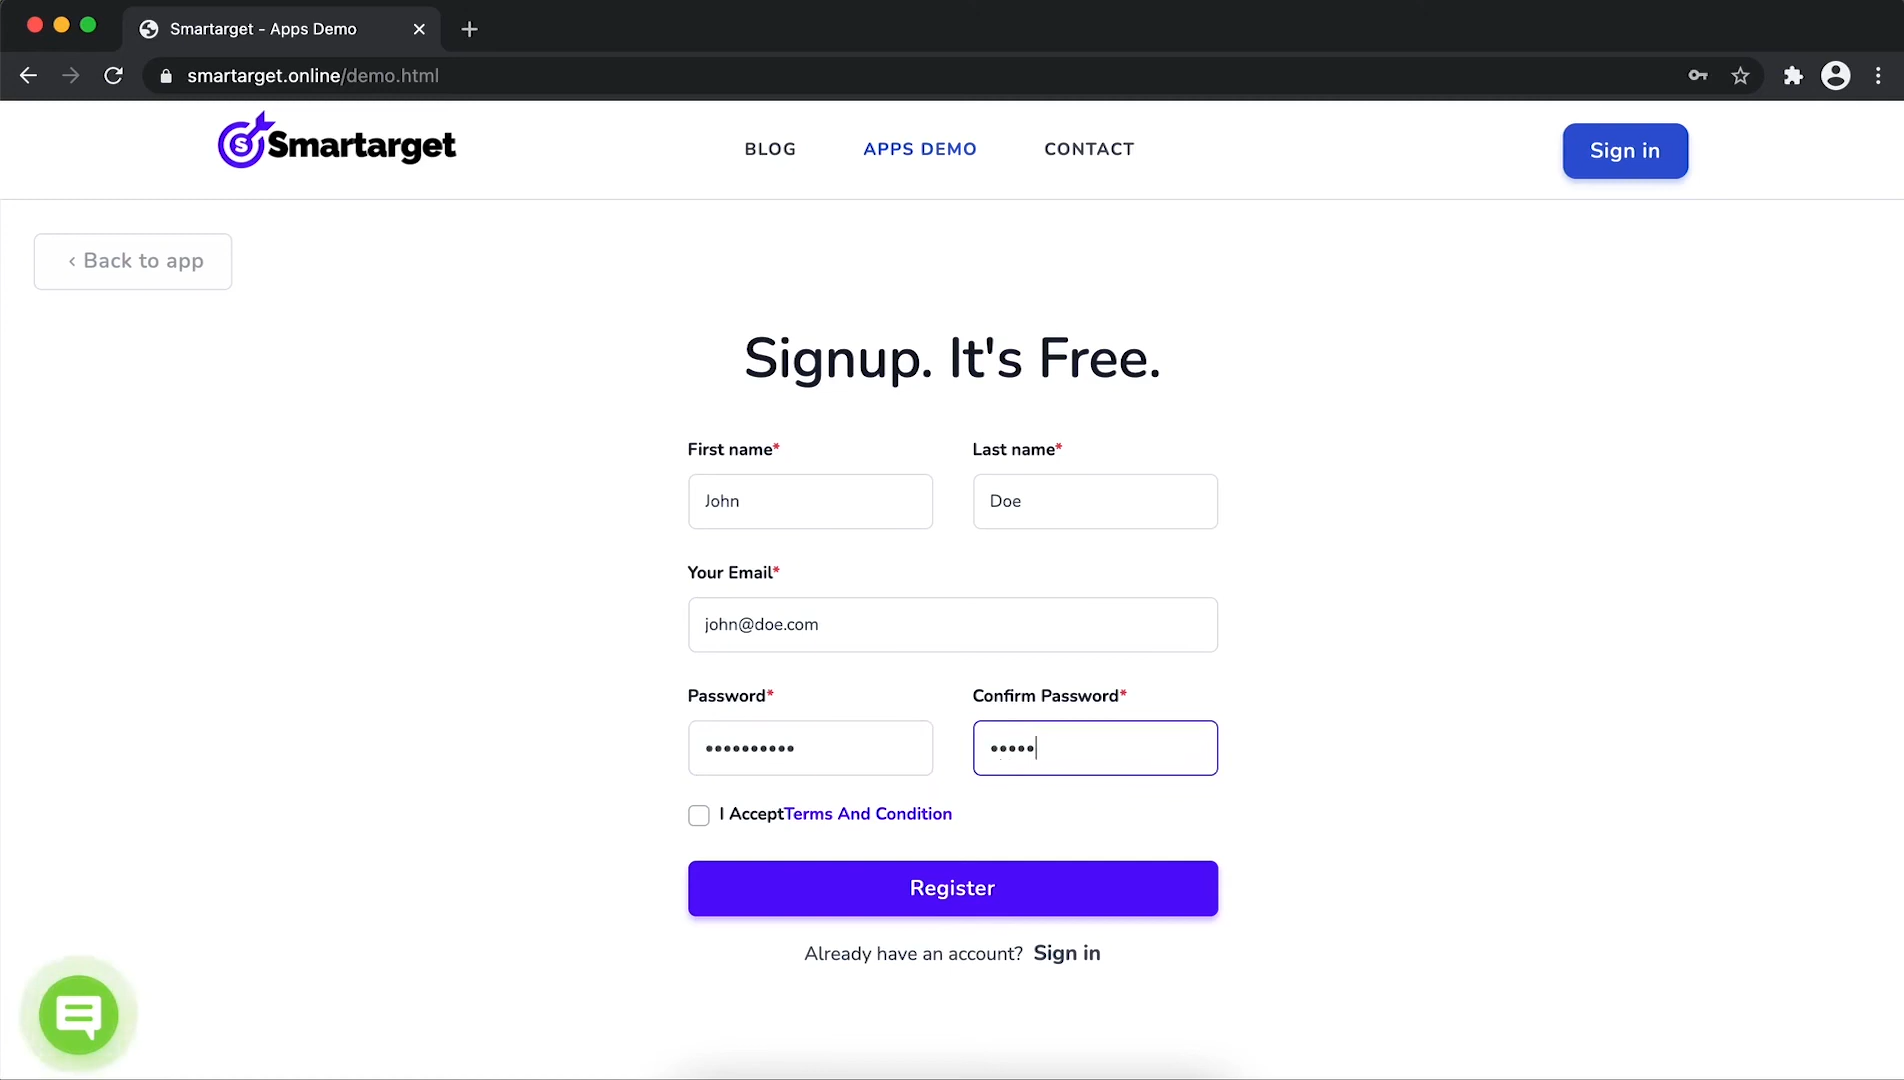 Smartarget - Apps Demo
smartarget.online/demo.html
Smartarget
BLOG
APPS DEMO
CONTACT
Sign in
‹ Back to app
Signup. It's Free.
First name*
Last name*
John
Doe
Your Email*
john@doe.com
Password*
Confirm Password*
••••••••••
•••••
I AcceptTerms And Condition
Register
Already have an account? Sign in